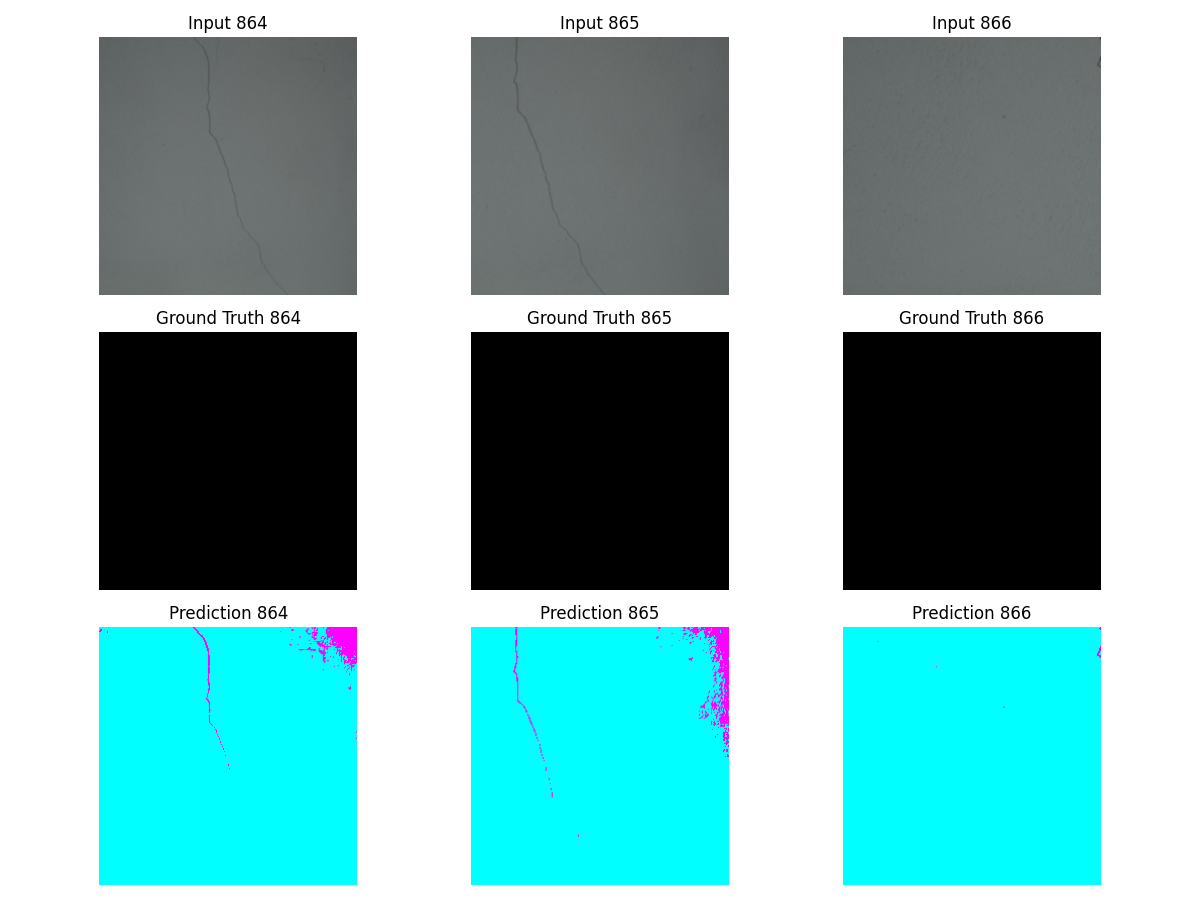 Input 864
Input 865
Input 866
Ground Truth 864
Ground Truth 865
Ground Truth 866
Prediction 864
Prediction 865
Prediction 866